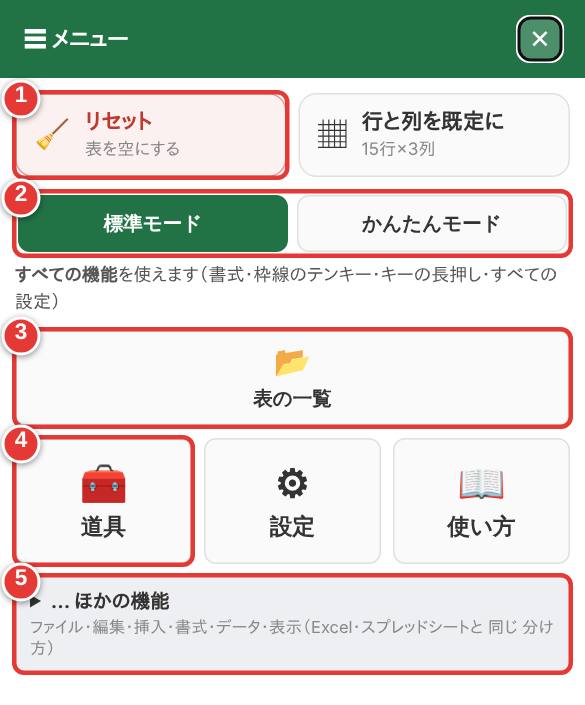 メニュー
×
1
リセット
表を空にする
行と列を既定に
15行×3列
2
標準モード
かんたんモード
すべての機能を使えます(書式・枠線のテンキー・キーの長押し・すべての
設定)
3
表の一覧
4
道具
設定
使い方
5
▶ … ほかの機能
ファイル・編集・挿入・書式・データ・表示(Excel・スプレッドシートと 同じ 分け
方)